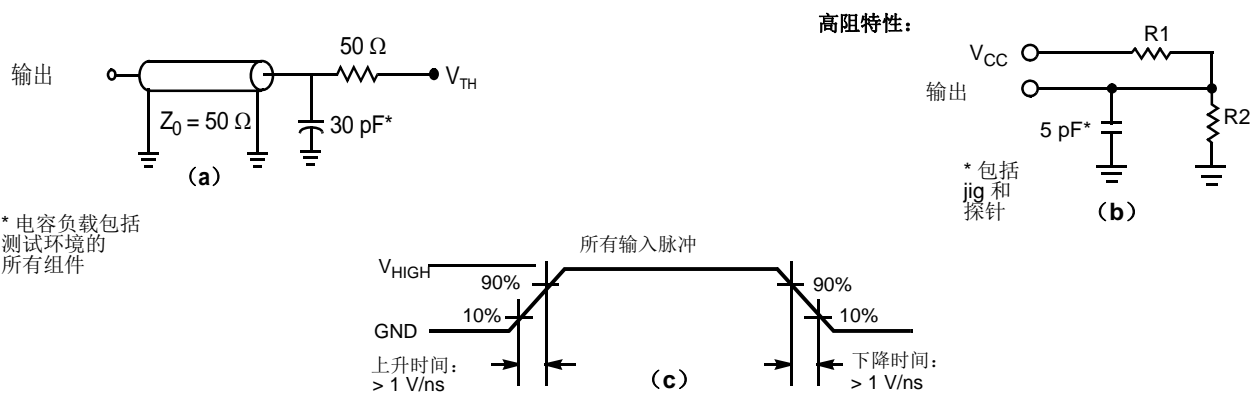 输出
50 Ω
V_TH
Z_0 = 50 Ω
30 pF*
（a）
* 电容负载包括
测试环境的
所有组件
高阻特性：
V_CC
R1
输出
R2
5 pF*
* 包括
jig 和
探针
（b）
所有输入脉冲
V_HIGH
90%
90%
10%
10%
GND
上升时间：
> 1 V/ns
（c）
下降时间：
> 1 V/ns